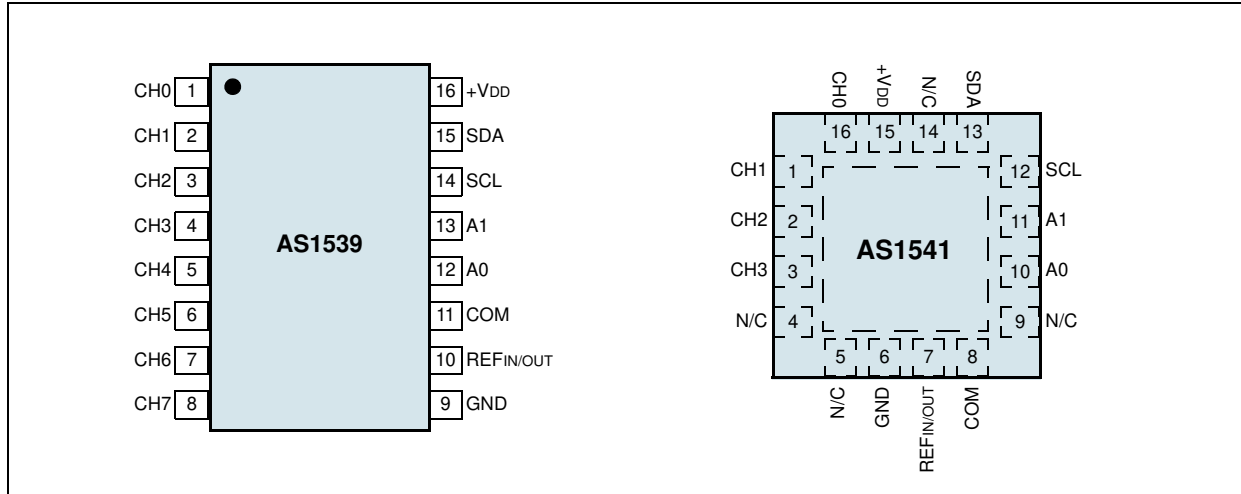 CH0 1
CH1 2
CH2 3
CH3 4
CH4 5
CH5 6
CH6 7
CH7 8
AS1539
16 +VDD
15 SDA
14 SCL
13 A1
12 A0
11 COM
10 REFIN/OUT
9 GND
CH0 +VDD N/C SDA
16 15 14 13
CH1 1
CH2 2
CH3 3
N/C 4
AS1541
12 SCL
11 A1
10 A0
9 N/C
5 6 7 8
N/C GND REFIN/OUT COM